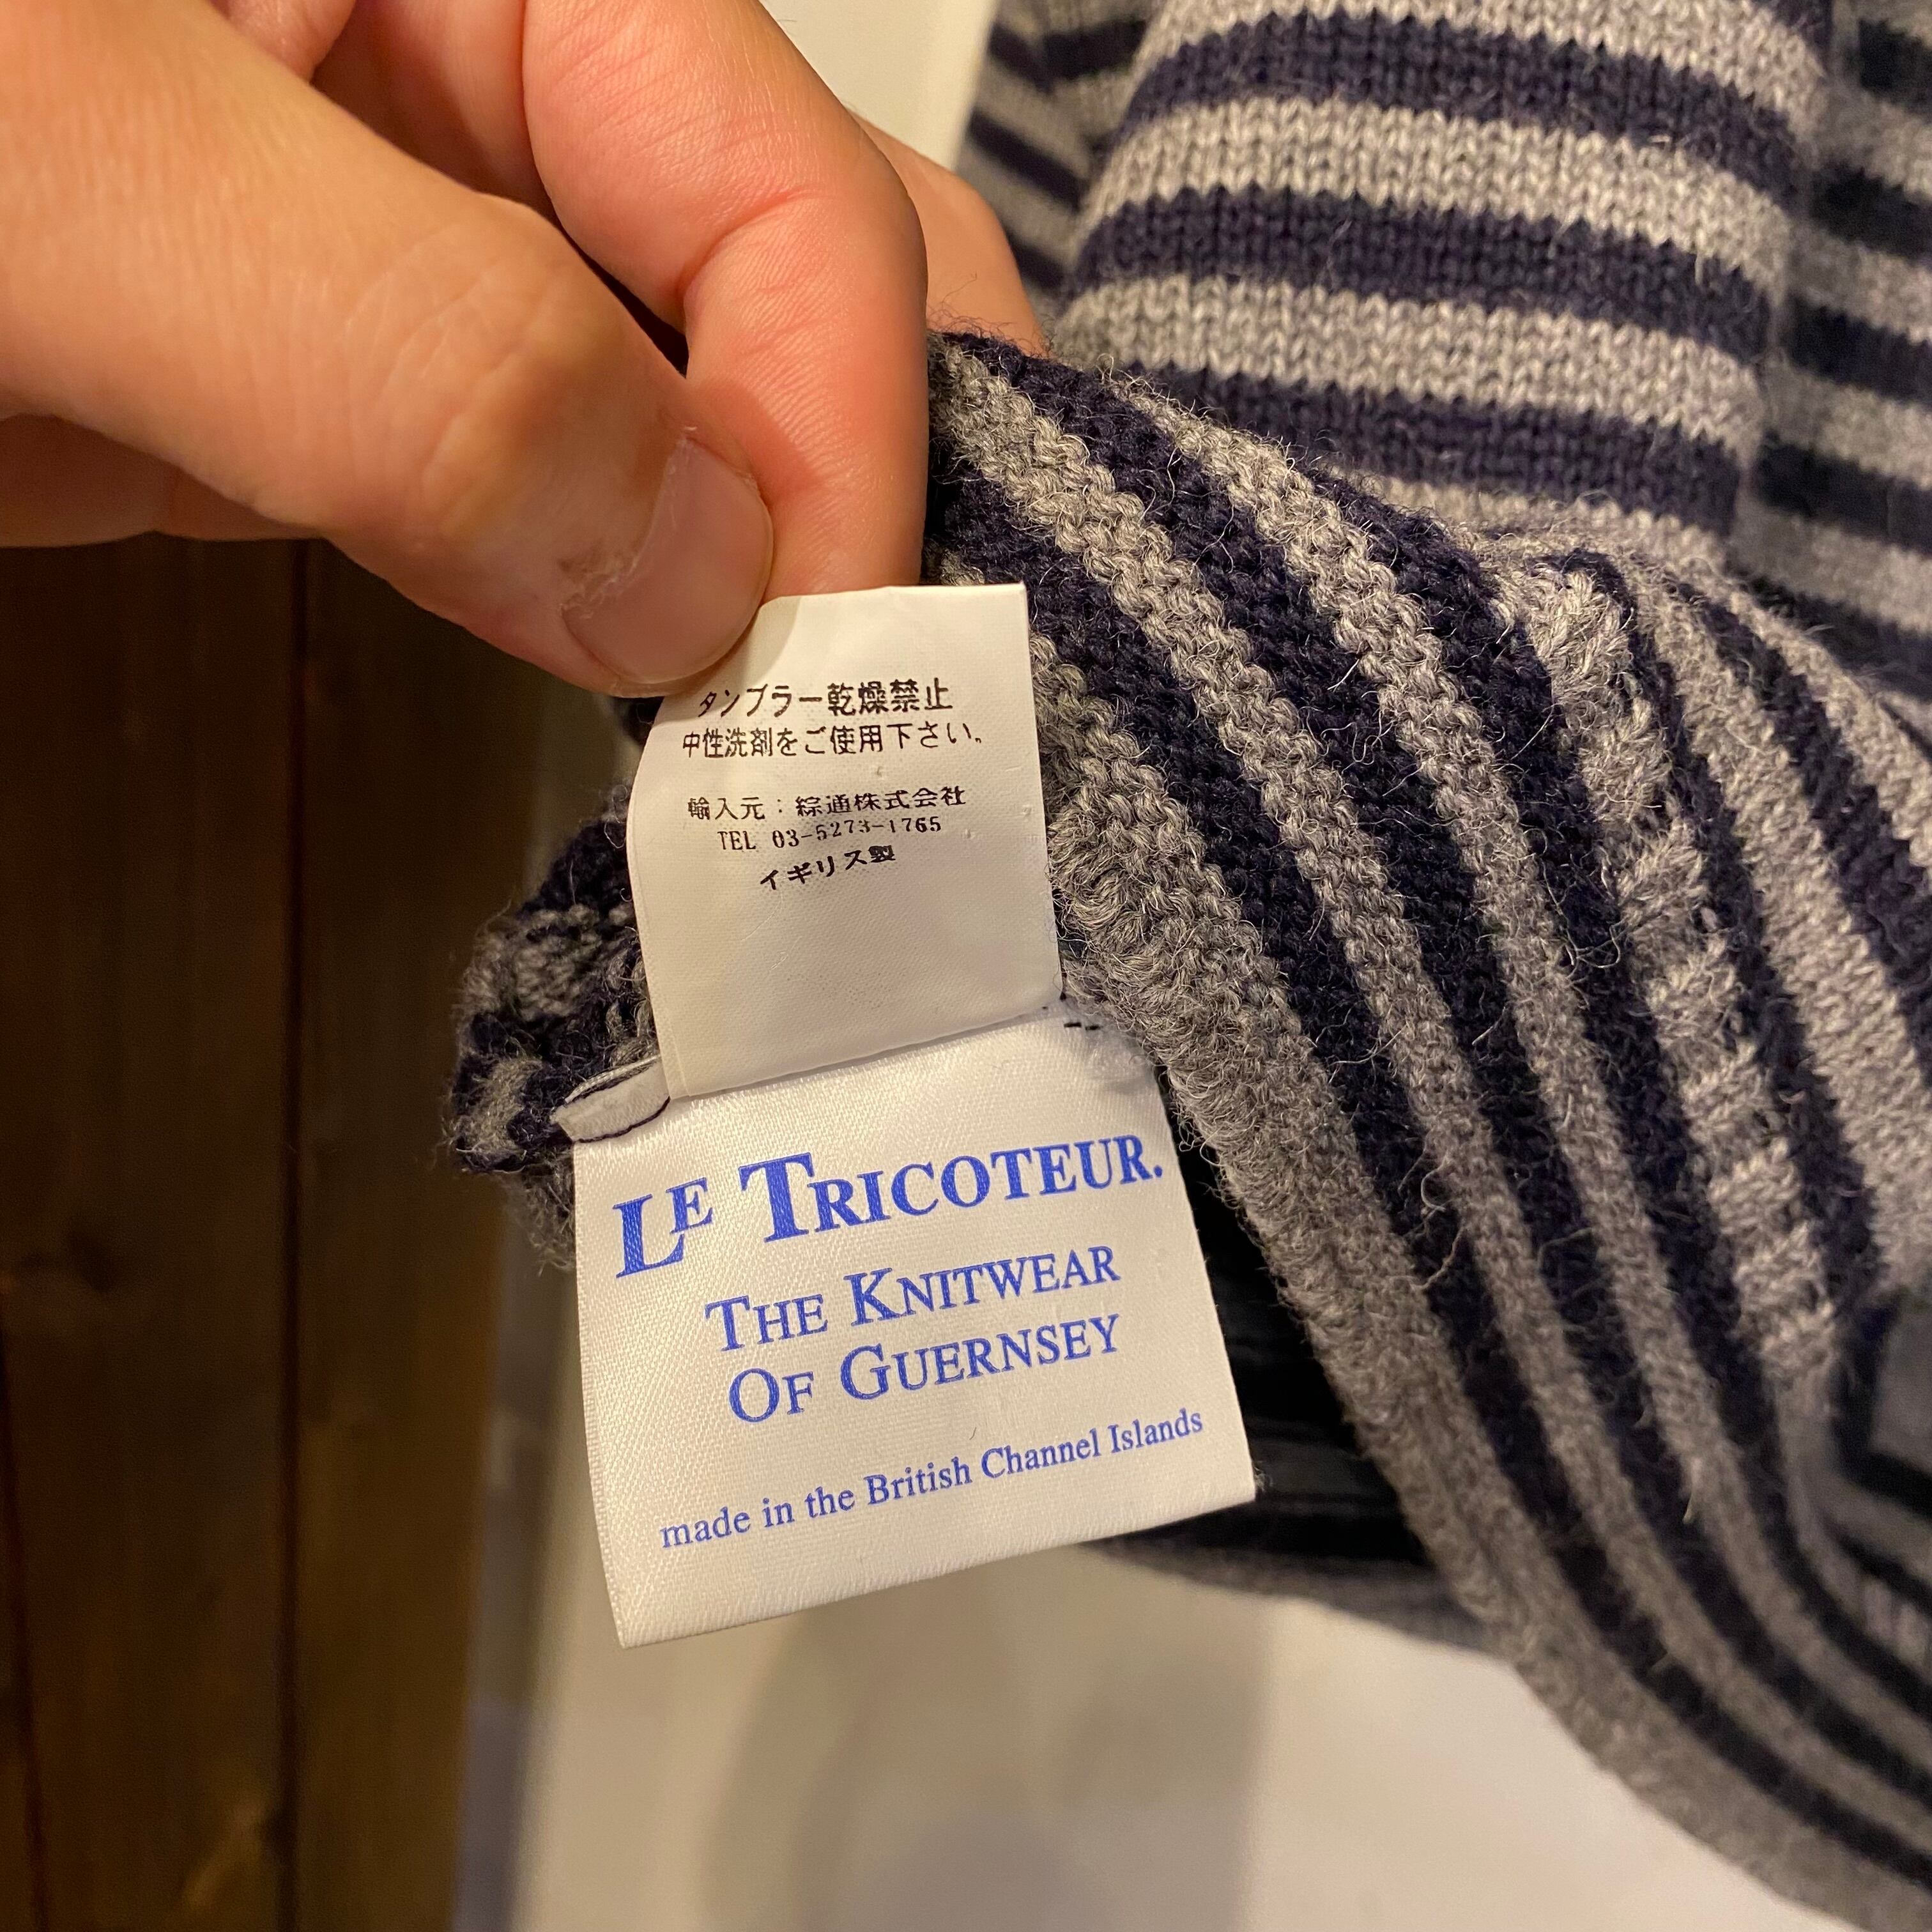 タンブラー乾燥禁止
中性洗剤をご使用下さい。
輸入元：綜通株式会社
TEL 03-5273-1765
イギリス製
LE TRICOTEUR.
THE KNITWEAR
OF GUERNSEY
made in the British Channel Islands